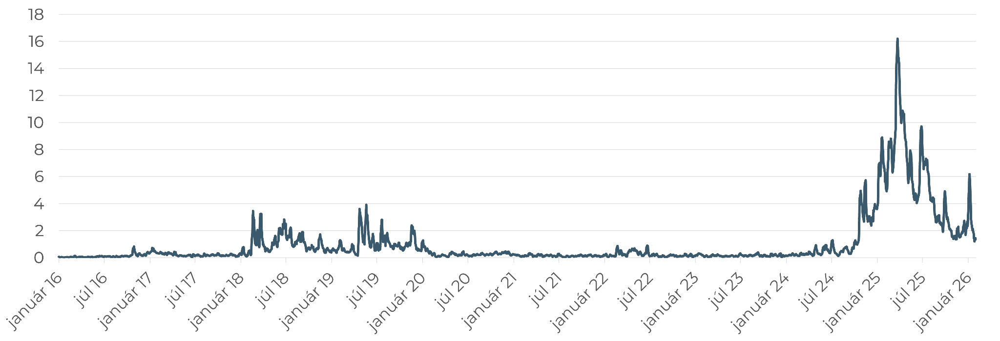 18
16
14
12
10
8
6
4
2
0
január 16
júl 16
január 17
júl 17
január 18
júl 18
január 19
júl 19
január 20
júl 20
január 21
júl 21
január 22
júl 22
január 23
júl 23
január 24
júl 24
január 25
júl 25
január 26